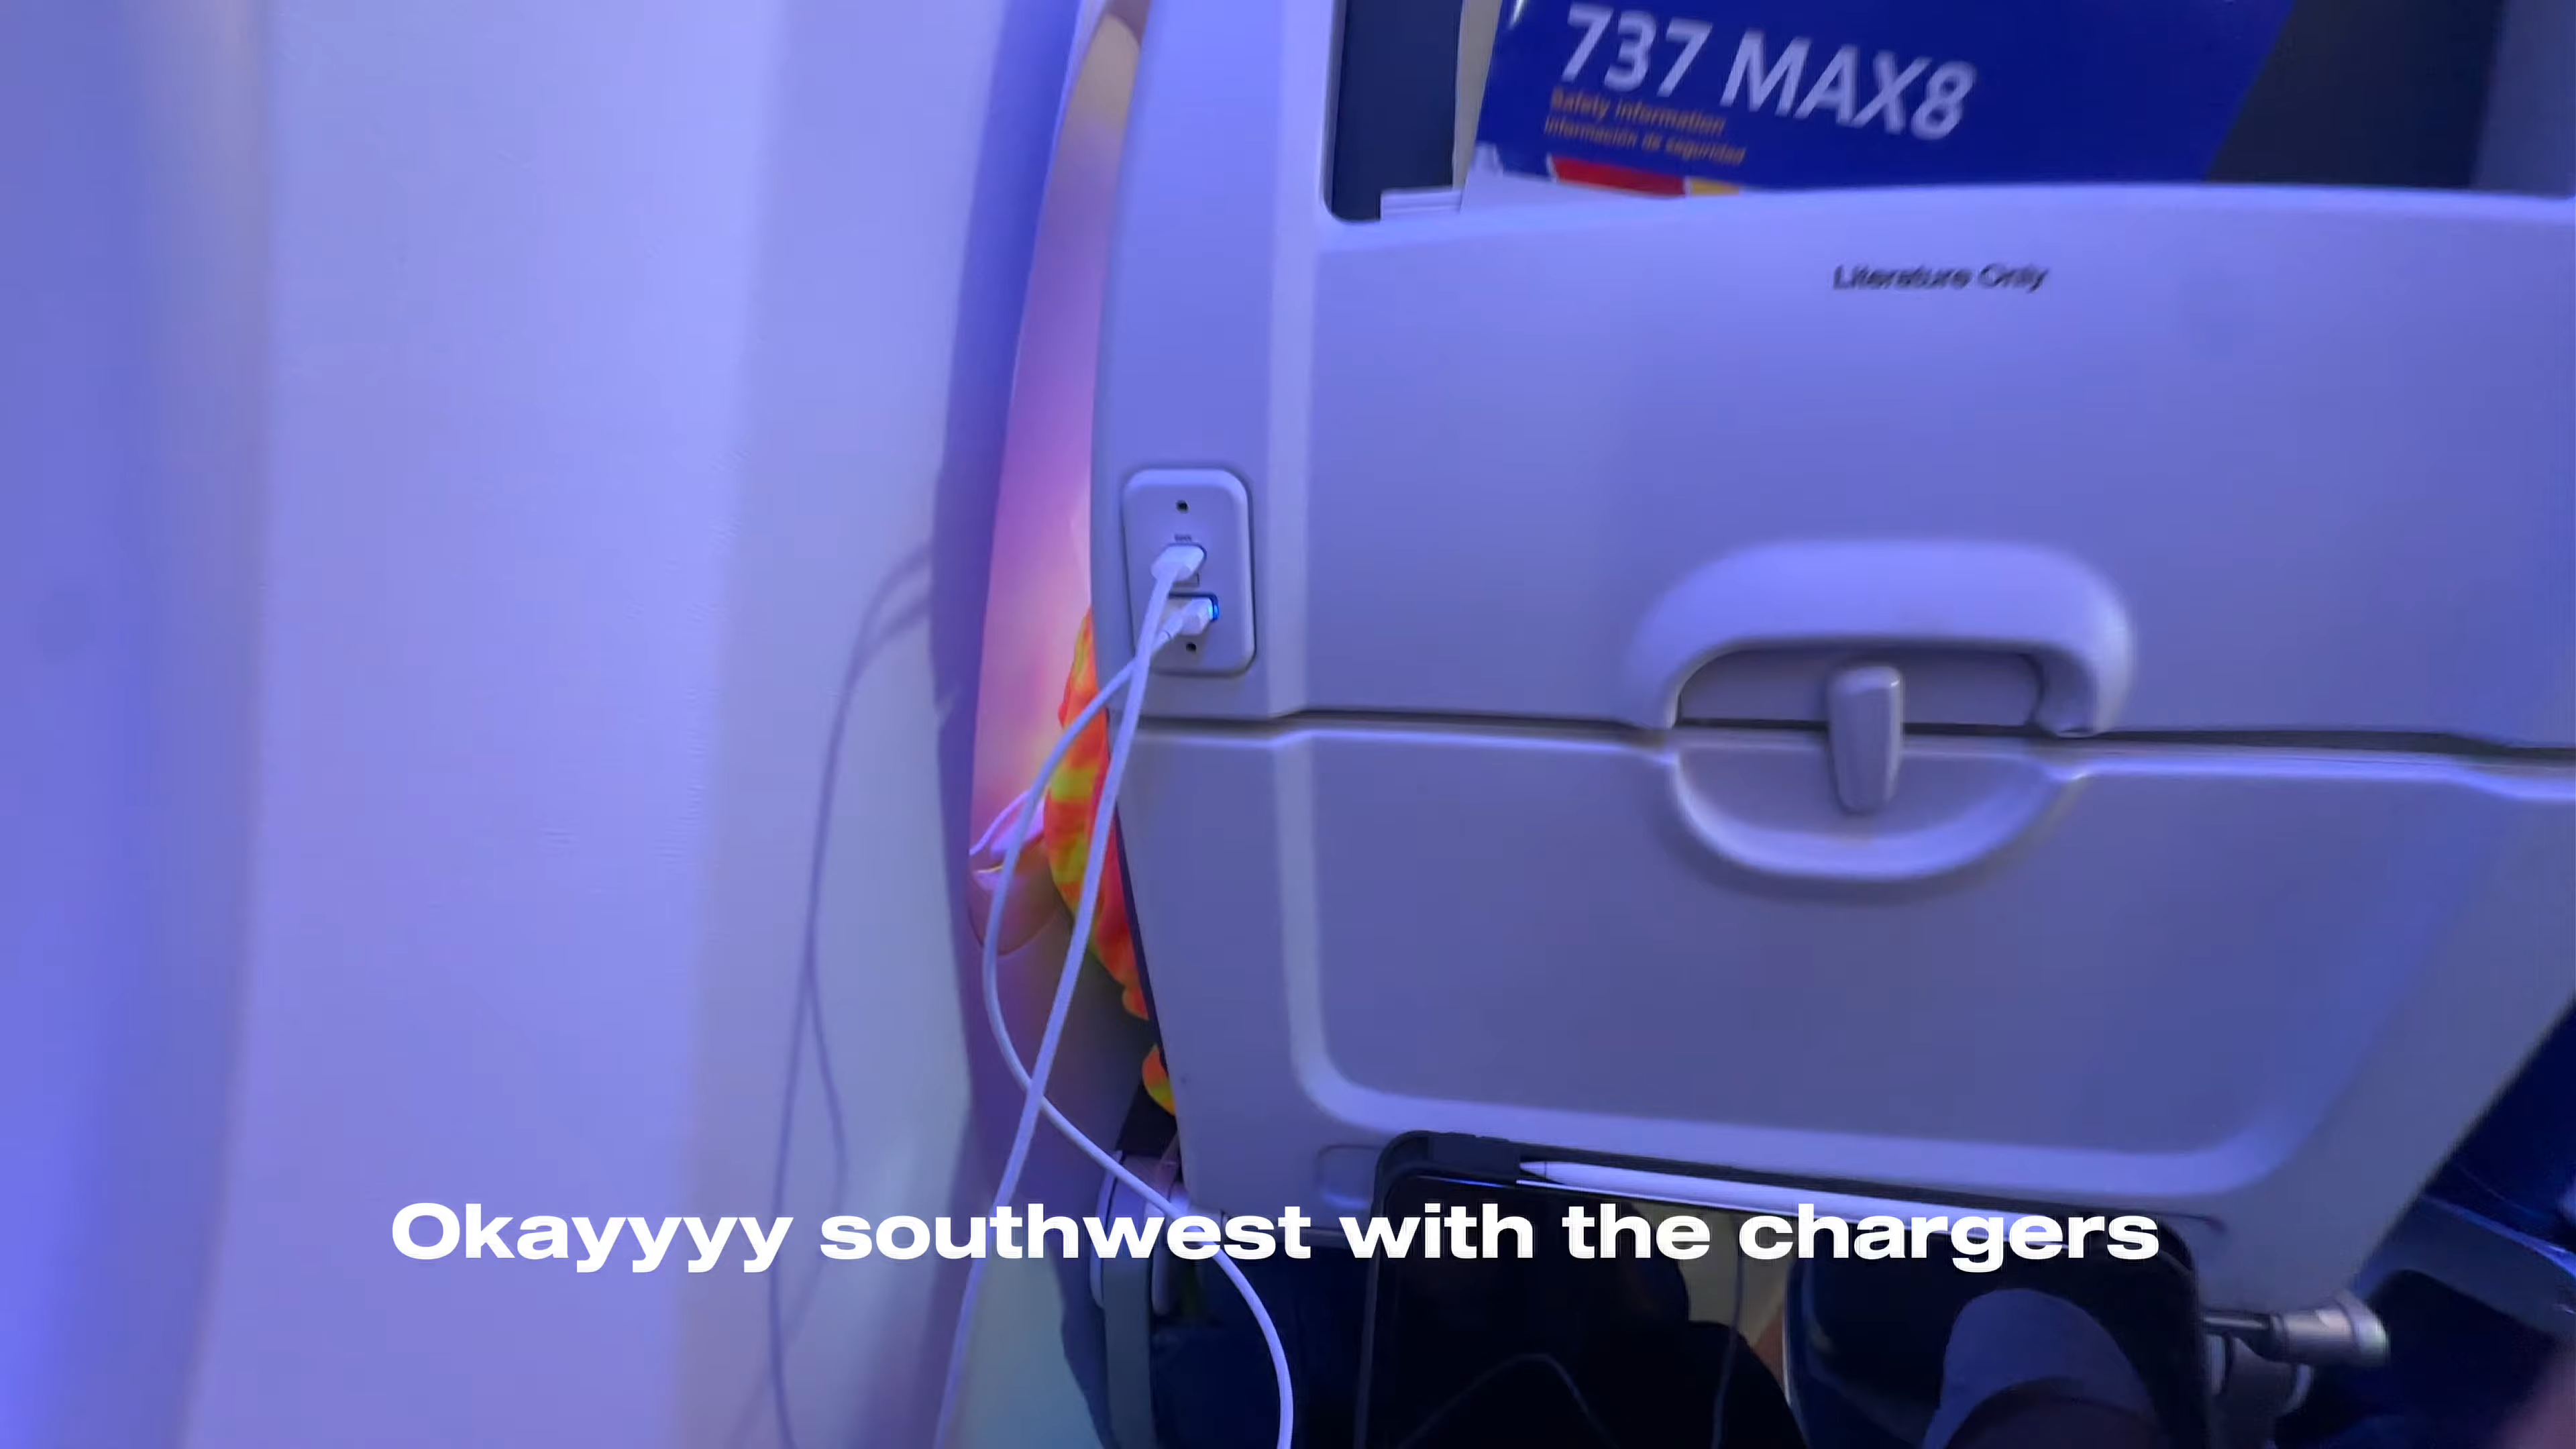 737 MAX8
Safety information
Información de seguridad
Literature Only
Okayyyy southwest with the chargers